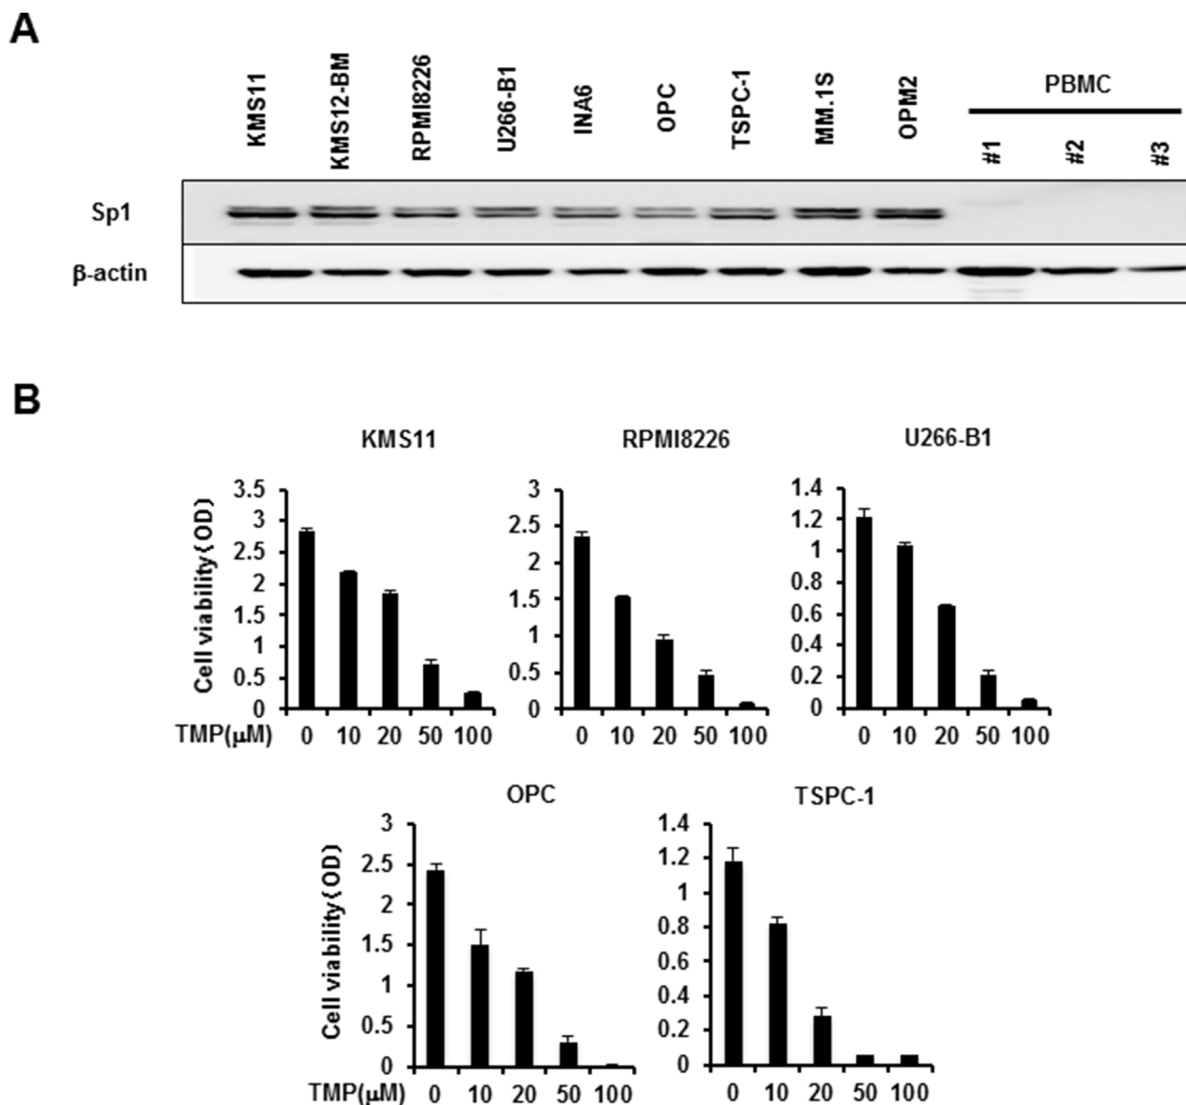 A
KMS11
KMS12-BM
RPMI8226
U266-B1
INA6
OPC
TSPC-1
MM.1S
OPM2
PBMC
#1
#2
#3
Sp1
β-actin
B
KMS11
RPMI8226
U266-B1
Cell viability(OD)
3.5
3
2.5
2
1.5
1
0.5
0
3
2.5
2
1.5
1
0.5
0
1.4
1.2
1
0.8
0.6
0.4
0.2
0
TMP(μM) 0 10 20 50 100
0 10 20 50 100
0 10 20 50 100
OPC
TSPC-1
Cell viability(OD)
3
2.5
2
1.5
1
0.5
0
1.4
1.2
1
0.8
0.6
0.4
0.2
0
TMP(μM) 0 10 20 50 100
0 10 20 50 100